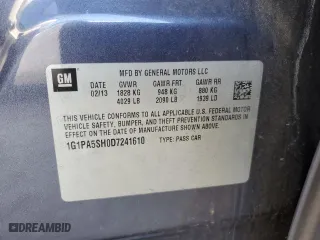 GM
MFD BY GENERAL MOTORS LLC
DATE GVWR GAWR FRT GAWR RR
02/13 1828 KG 948 KG 880 KG
4029 LB 2090 LB 1939 LB
THIS VEHICLE CONFORMS TO ALL APPLICABLE U.S. FEDERAL MOTOR
VEHICLE SAFETY, BUMPER, AND THEFT PREVENTION STANDARDS IN
EFFECT ON THE DATE OF MANUFACTURE SHOWN ABOVE.
1G1PA5SH0D7241610 TYPE: PASS CAR
DREAMBID